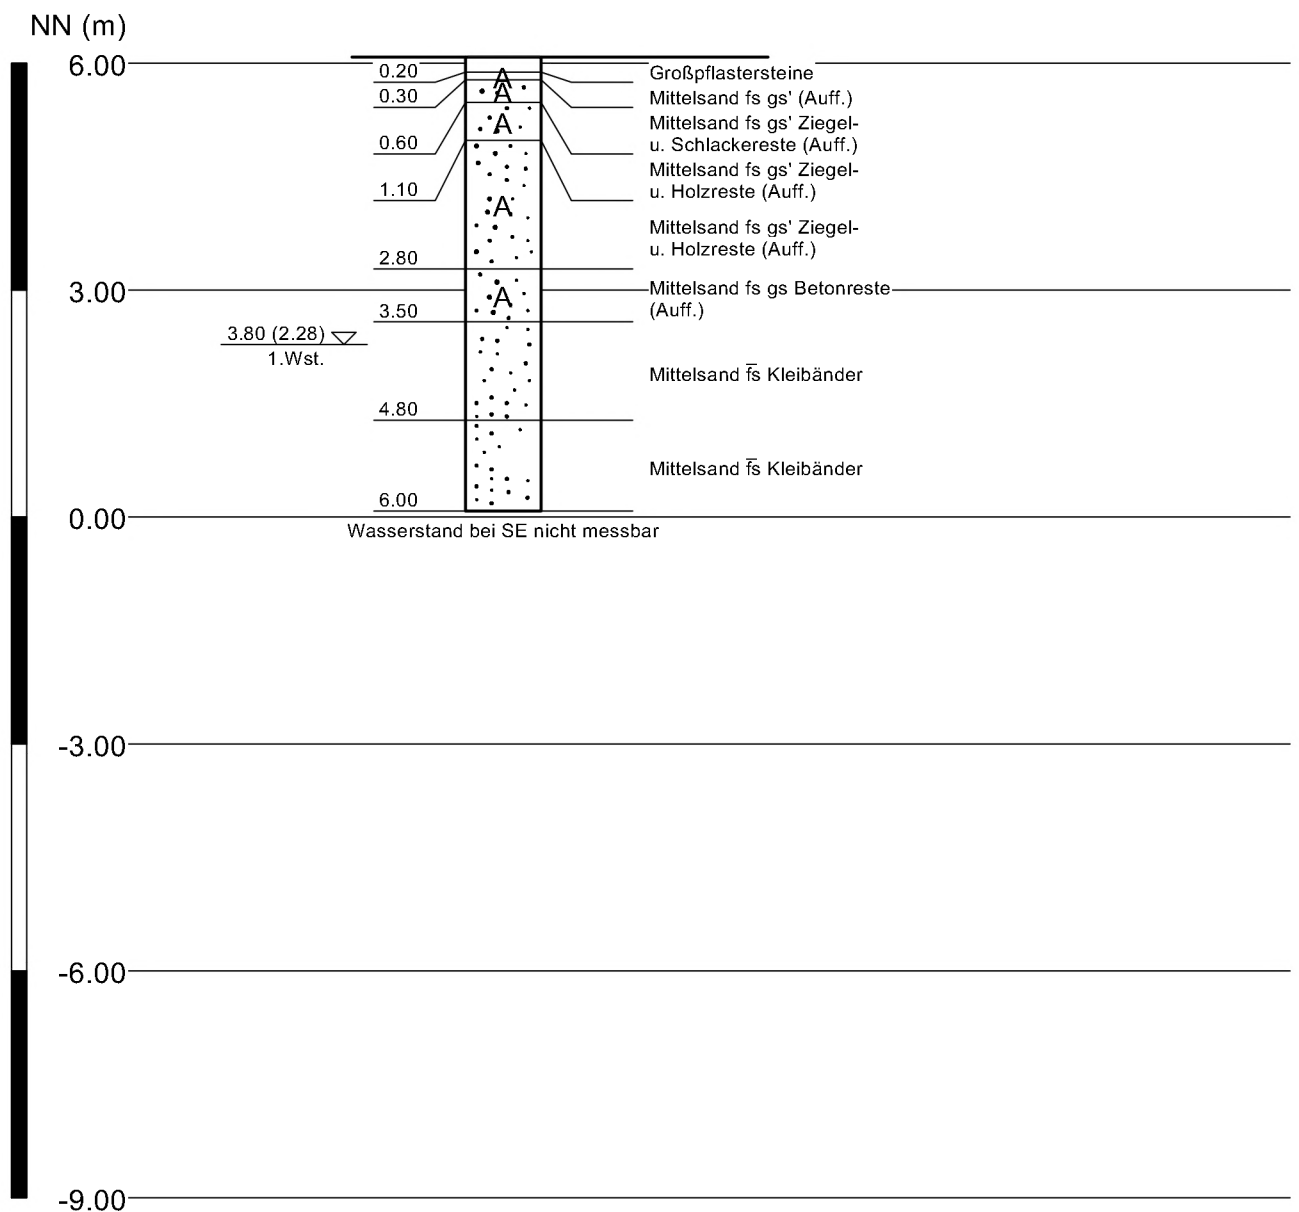 NN (m)
6.00
0.20
Großpflastersteine
A
0.30
Mittelsand fs gs' (Auff.)
A
Mittelsand fs gs' Ziegel-
0.60
u. Schlackereste (Auff.)
A
Mittelsand fs gs' Ziegel-
1.10
u. Holzreste (Auff.)
A
Mittelsand fs gs' Ziegel-
u. Holzreste (Auff.)
2.80
3.00
Mittelsand fs gs Betonreste
A
(Auff.)
3.50
3.80 (2.28)
1.Wst.
Mittelsand f̅s Kleibänder
4.80
Mittelsand f̅s Kleibänder
6.00
0.00
Wasserstand bei SE nicht messbar
-3.00
-6.00
-9.00